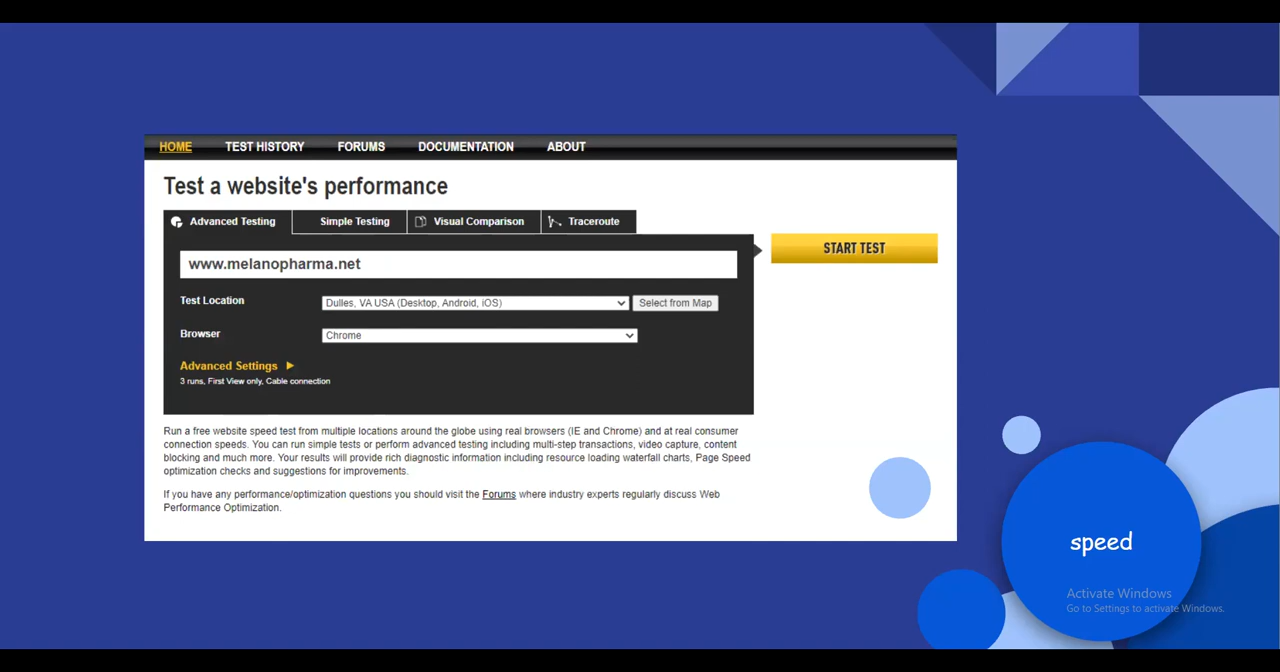 HOME TEST HISTORY FORUMS DOCUMENTATION ABOUT
Test a website's performance
Advanced Testing Simple Testing Visual Comparison Traceroute
START TEST
www.melanopharma.net
Test Location Dulles, VA USA (Desktop, Android, iOS) Select from Map
Browser Chrome
Advanced Settings
3 runs, First View only, Cable connection
Run a free website speed test from multiple locations around the globe using real browsers (IE and Chrome) and at real consumer
connection speeds. You can run simple tests or perform advanced testing including multi-step transactions, video capture, content
blocking and much more. Your results will provide rich diagnostic information including resource loading waterfall charts, Page Speed
optimization checks and suggestions for improvements.
If you have any performance/optimization questions you should visit the Forums where industry experts regularly discuss Web
Performance Optimization.
speed
Activate Windows
Go to Settings to activate Windows.